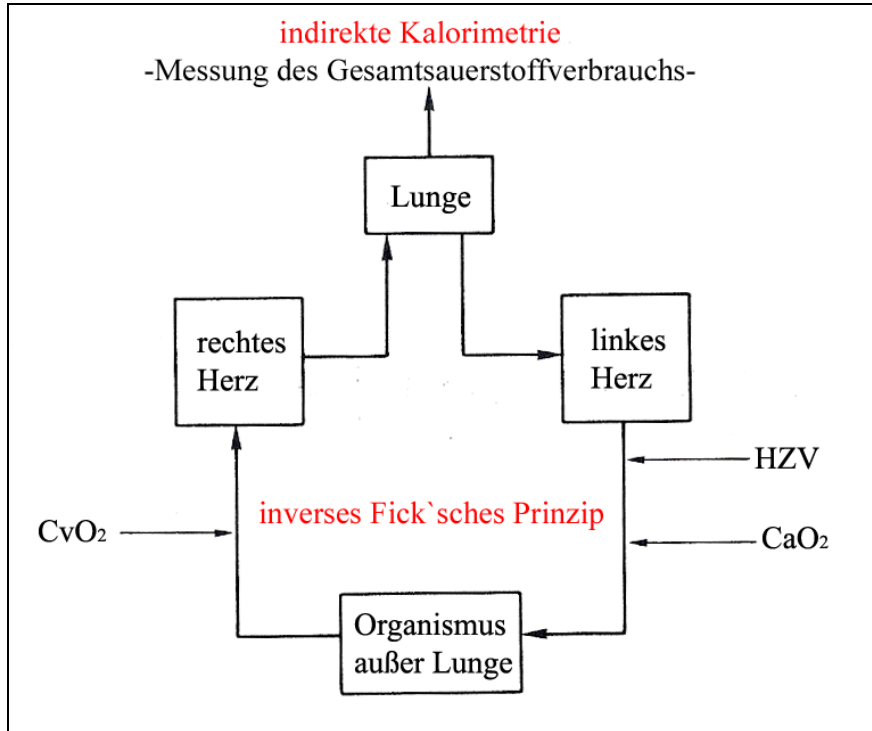 indirekte Kalorimetrie
-Messung des Gesamtsauerstoffverbrauchs-
Lunge
rechtes
Herz
linkes
Herz
HZV
inverses Fick`sches Prinzip
CvO₂
CaO₂
Organismus
außer Lunge